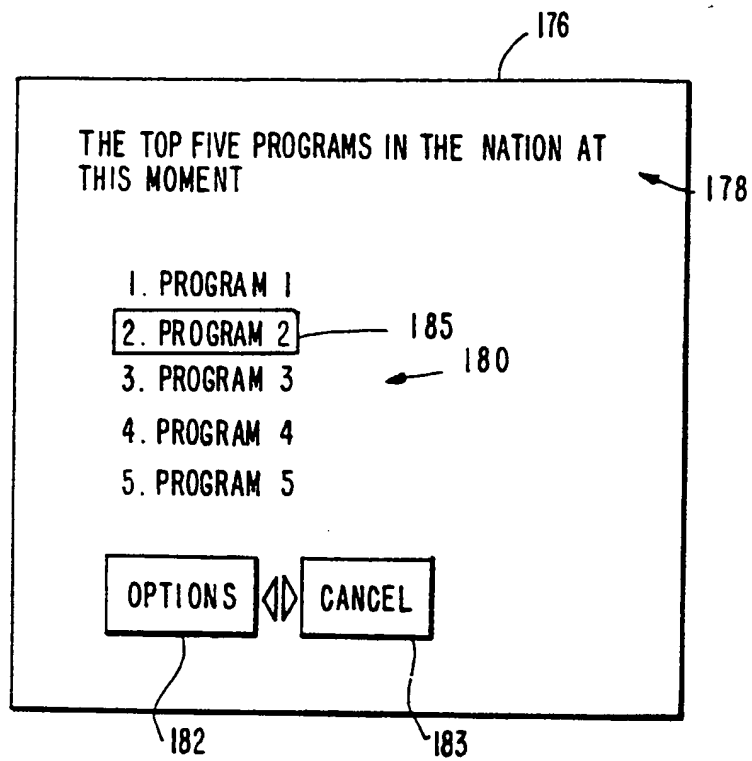 176
THE TOP FIVE PROGRAMS IN THE NATION AT
THIS MOMENT
178
1. PROGRAM 1
2. PROGRAM 2
185
3. PROGRAM 3
180
4. PROGRAM 4
5. PROGRAM 5
OPTIONS CANCEL
182
183